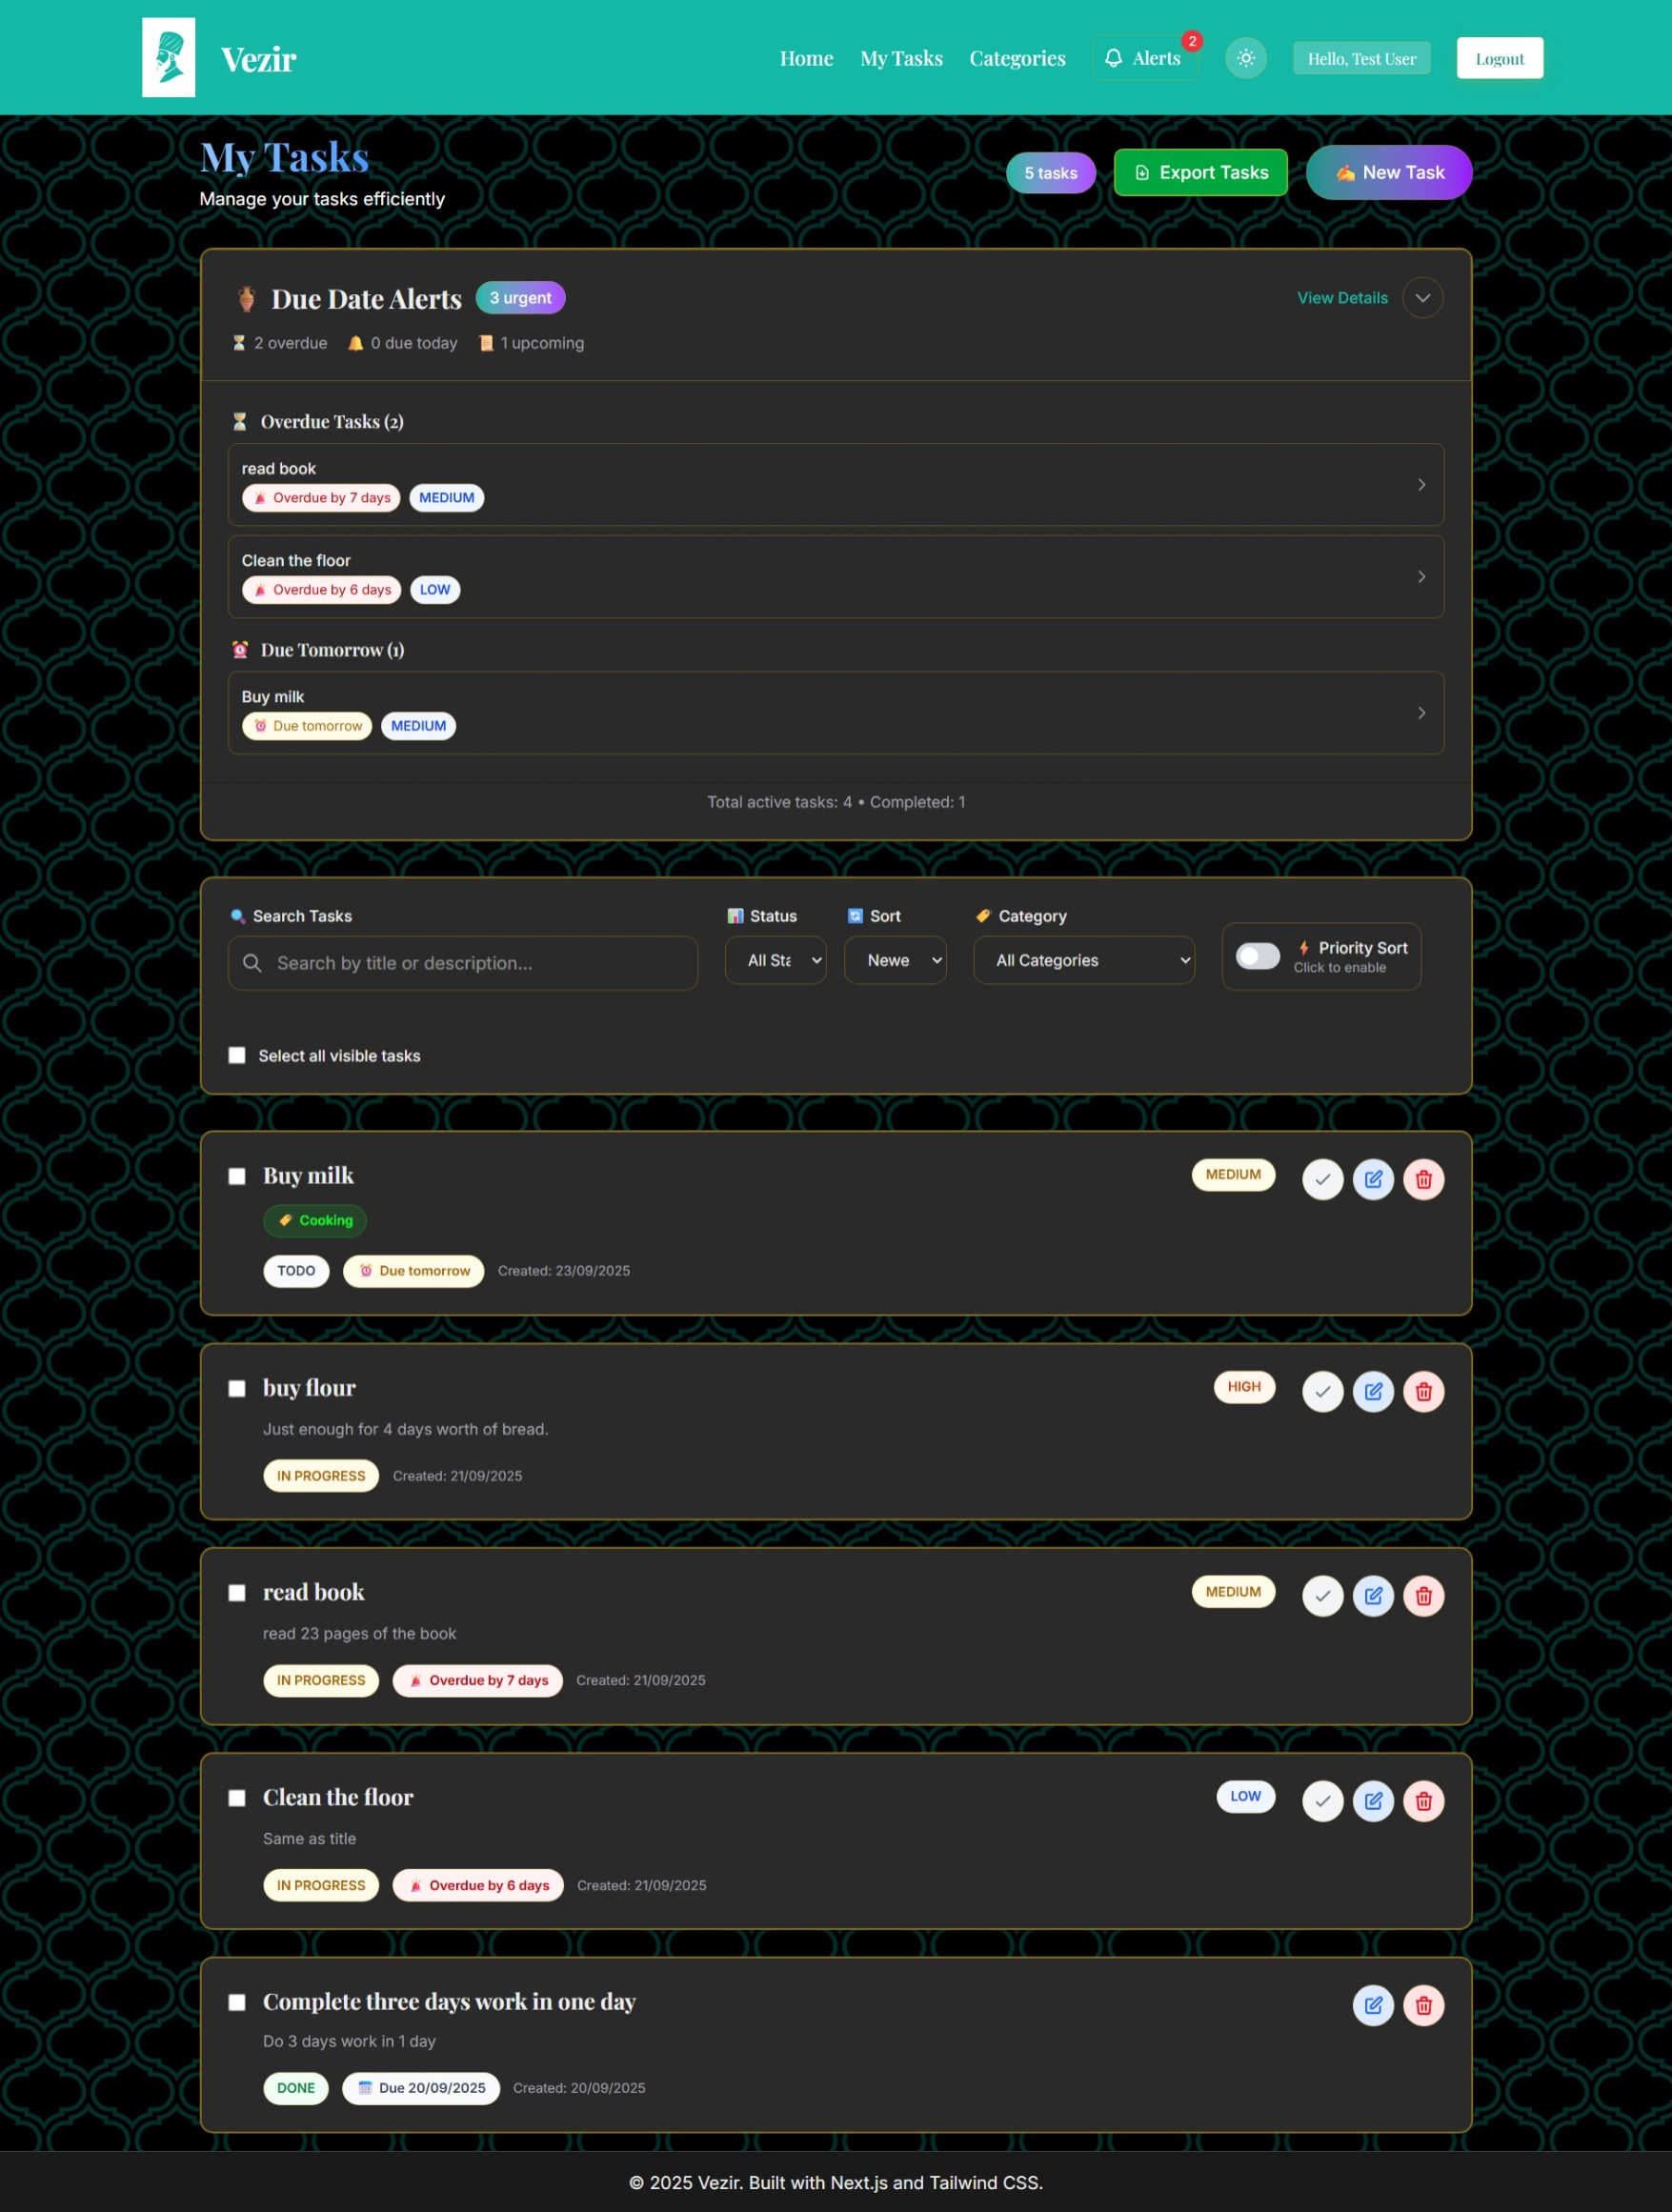 Vezir
Home
My Tasks
Categories
Alerts
2
Hello, Test User
Logout
My Tasks
Manage your tasks efficiently
5 tasks
Export Tasks
New Task
Due Date Alerts
3 urgent
View Details
2 overdue
0 due today
1 upcoming
Overdue Tasks (2)
read book
Overdue by 7 days
MEDIUM
Clean the floor
Overdue by 6 days
LOW
Due Tomorrow (1)
Buy milk
Due tomorrow
MEDIUM
Total active tasks: 4 • Completed: 1
Search Tasks
Search by title or description...
Status
All Sta
Sort
Newe
Category
All Categories
Priority Sort
Click to enable
Select all visible tasks
Buy milk
MEDIUM
Cooking
TODO
Due tomorrow
Created: 23/09/2025
buy flour
HIGH
Just enough for 4 days worth of bread.
IN PROGRESS
Created: 21/09/2025
read book
MEDIUM
read 23 pages of the book
IN PROGRESS
Overdue by 7 days
Created: 21/09/2025
Clean the floor
LOW
Same as title
IN PROGRESS
Overdue by 6 days
Created: 21/09/2025
Complete three days work in one day
Do 3 days work in 1 day
DONE
Due 20/09/2025
Created: 20/09/2025
© 2025 Vezir. Built with Next.js and Tailwind CSS.